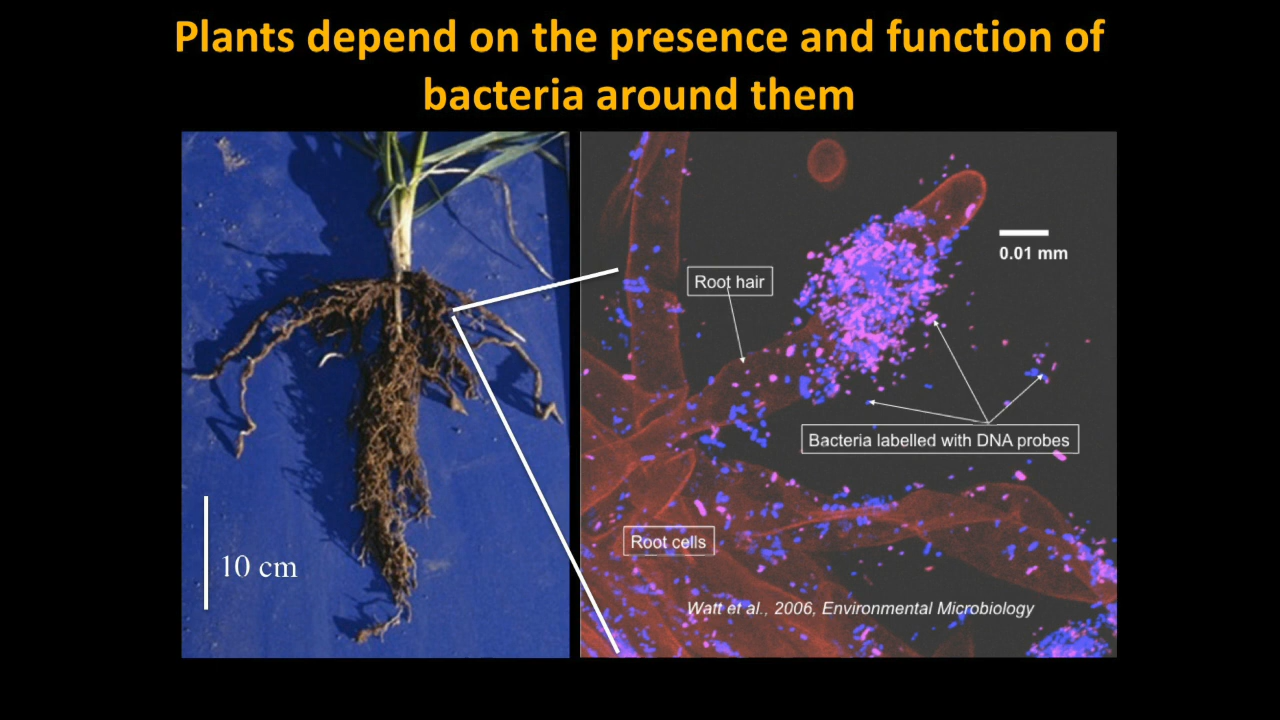 Plants depend on the presence and function of
bacteria around them
10 cm
0.01 mm
Root hair
Bacteria labelled with DNA probes
Root cells
Watt et al., 2006, Environmental Microbiology